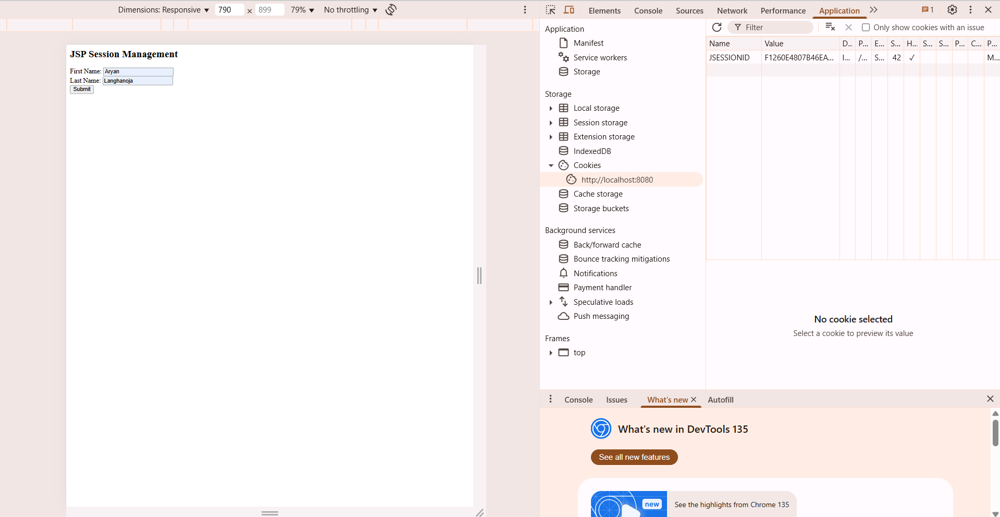 Dimensions: Responsive ▼ 790 × 899 79% ▼ No throttling ▼
JSP Session Management
First Name: Aryan
Last Name: Langhanoja
Submit
Elements Console Sources Network Performance Application 1
Application
Manifest
Service workers
Storage
Storage
Local storage
Session storage
Extension storage
IndexedDB
Cookies
http://localhost:8080
Cache storage
Storage buckets
Background services
Back/forward cache
Bounce tracking mitigations
Notifications
Payment handler
Speculative loads
Push messaging
Frames
top
Filter Only show cookies with an issue
Name Value D... P... E... S... H... S... S... P... C... P...
JSESSIONID F1260E4807B46EA... l... /... S... 42 ✓ M...
No cookie selected
Select a cookie to preview its value
Console Issues What's new Autofill
What's new in DevTools 135
See all new features
new
See the highlights from Chrome 135